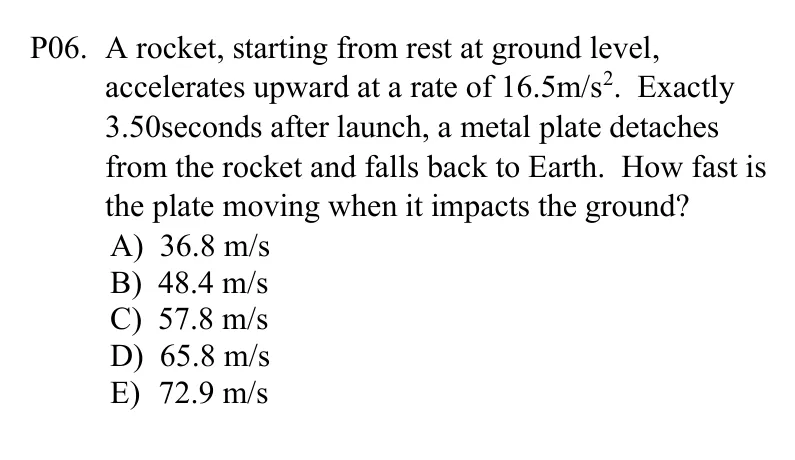 P06. A rocket, starting from rest at ground level,
accelerates upward at a rate of 16.5m/s². Exactly
3.50seconds after launch, a metal plate detaches
from the rocket and falls back to Earth. How fast is
the plate moving when it impacts the ground?
A) 36.8 m/s
B) 48.4 m/s
C) 57.8 m/s
D) 65.8 m/s
E) 72.9 m/s